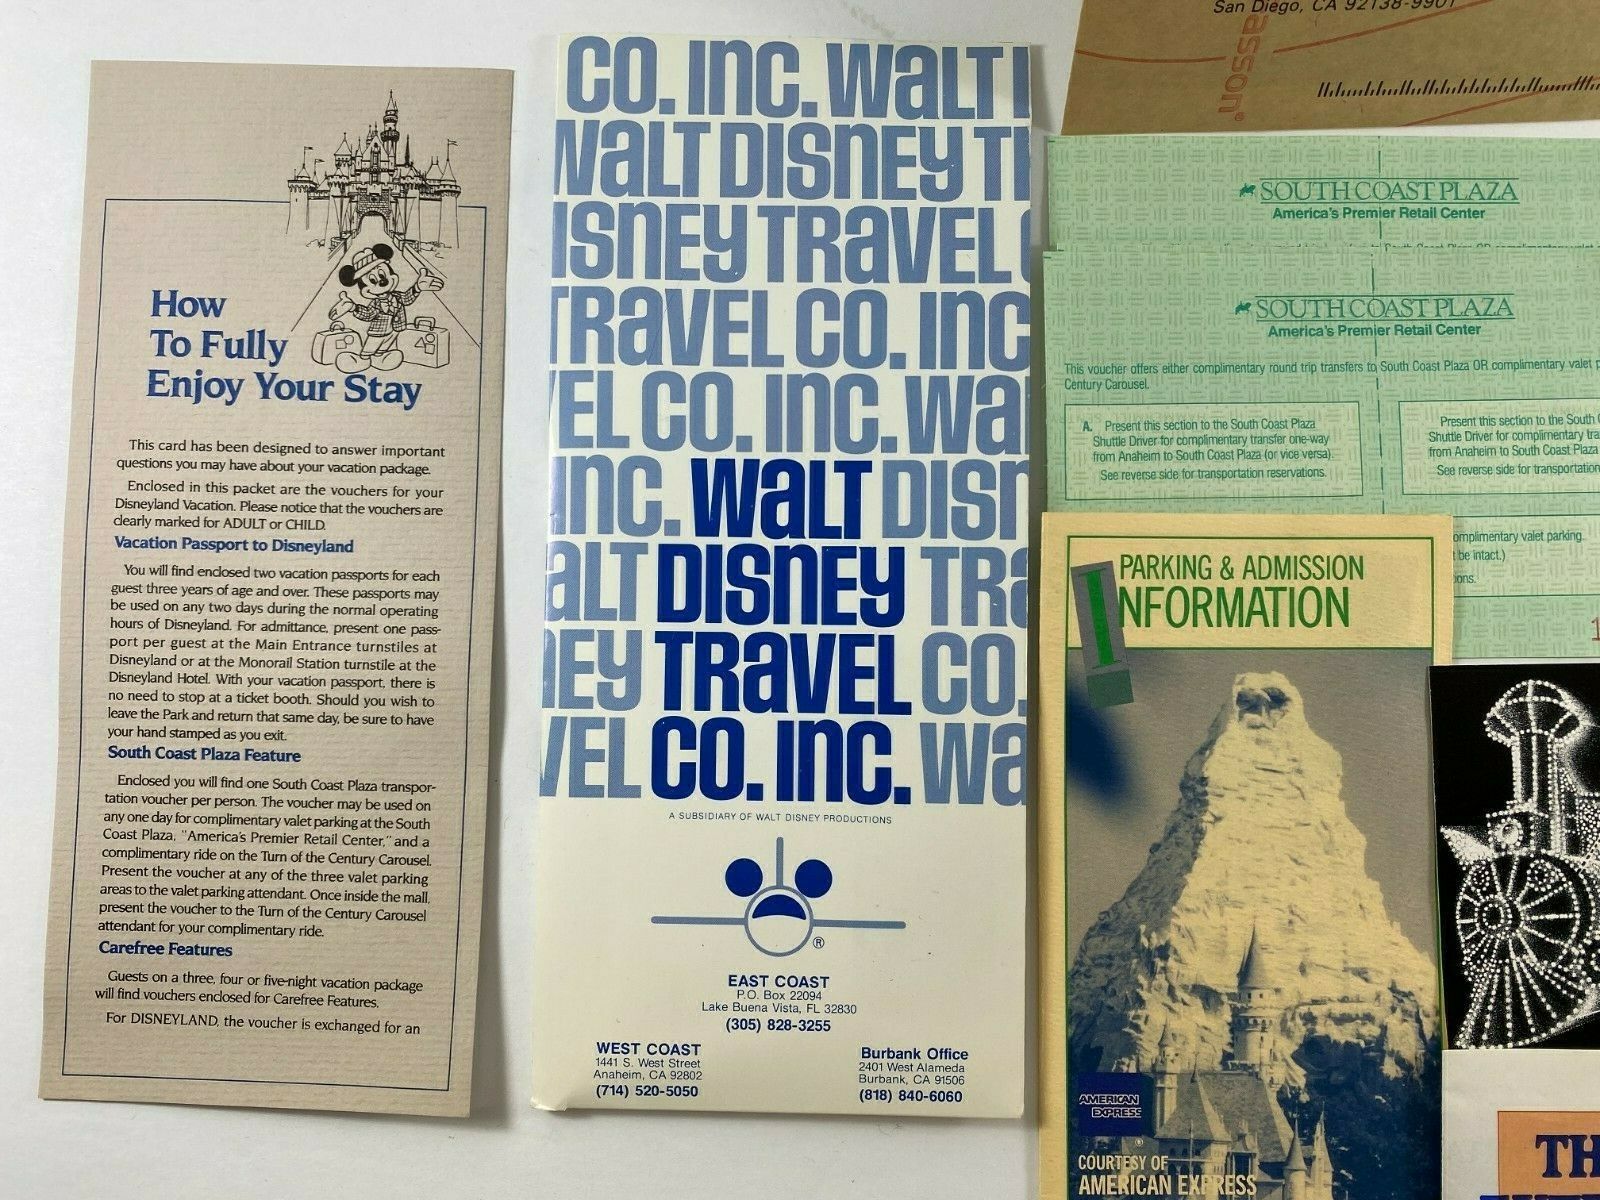 How
To Fully
Enjoy Your Stay
This card has been designed to answer important
questions you may have about your vacation package.
Enclosed in this packet are the vouchers for your
Disneyland Vacation. Please notice that the vouchers are
clearly marked for ADULT or CHILD.
Vacation Passport to Disneyland
You will find enclosed two vacation passports for each
guest three years of age and over. These passports may
be used on any two days during the normal operating
hours of Disneyland. For admittance, present one pass-
port per guest at the Main Entrance turnstiles at
Disneyland or at the Monorail Station turnstile at the
Disneyland Hotel. With your vacation passport, there is
no need to stop at a ticket booth. Should you wish to
leave the Park and return that same day, be sure to have
your hand stamped as you exit.
South Coast Plaza Feature
Enclosed you will find one South Coast Plaza transpor-
tation voucher per person. The voucher may be used on
any one day for complimentary valet parking at the South
Coast Plaza, "America's Premier Retail Center," and a
complimentary ride on the Turn of the Century Carousel.
Present the voucher at any of the three valet parking
areas to the valet parking attendant. Once inside the mall,
present the voucher to the Turn of the Century Carousel
attendant for your complimentary ride.
Carefree Features
Guests on a three, four or five-night vacation package
will find vouchers enclosed for Carefree Features.
For DISNEYLAND, the voucher is exchanged for an
CO. INC. WALT
WALT DISNEY T
ISNEY TRAVEL
TRAVEL CO. INC
EL CO. INC. WA
INC. WALT DISN
ALT DISNEY TRA
NEY TRAVEL CO.
VEL CO. INC. WA
A SUBSIDIARY OF WALT DISNEY PRODUCTIONS
®
EAST COAST
P.O. Box 22094
Lake Buena Vista, FL 32830
(305) 828-3255
WEST COAST
1441 S. West Street
Anaheim, CA 92802
(714) 520-5050
Burbank Office
2401 West Alameda
Burbank, CA 91506
(818) 840-6060
San Diego, CA 92138-9901
asson®
SOUTH COAST PLAZA
America's Premier Retail Center
SOUTH COAST PLAZA
America's Premier Retail Center
This voucher offers either complimentary round trip transfers to South Coast Plaza OR complimentary valet p
Century Carousel.
A. Present this section to the South Coast Plaza
Shuttle Driver for complimentary transfer one-way
from Anaheim to South Coast Plaza (or vice versa).
See reverse side for transportation reservations.
Present this section to the South C
Shuttle Driver for complimentary tra
from Anaheim to South Coast Plaza
See reverse side for transportation
omplimentary valet parking.
t be intact.)
ons.
1
PARKING & ADMISSION
INFORMATION
AMERICAN
EXPRESS
®
COURTESY OF
AMERICAN EXPRESS
TH